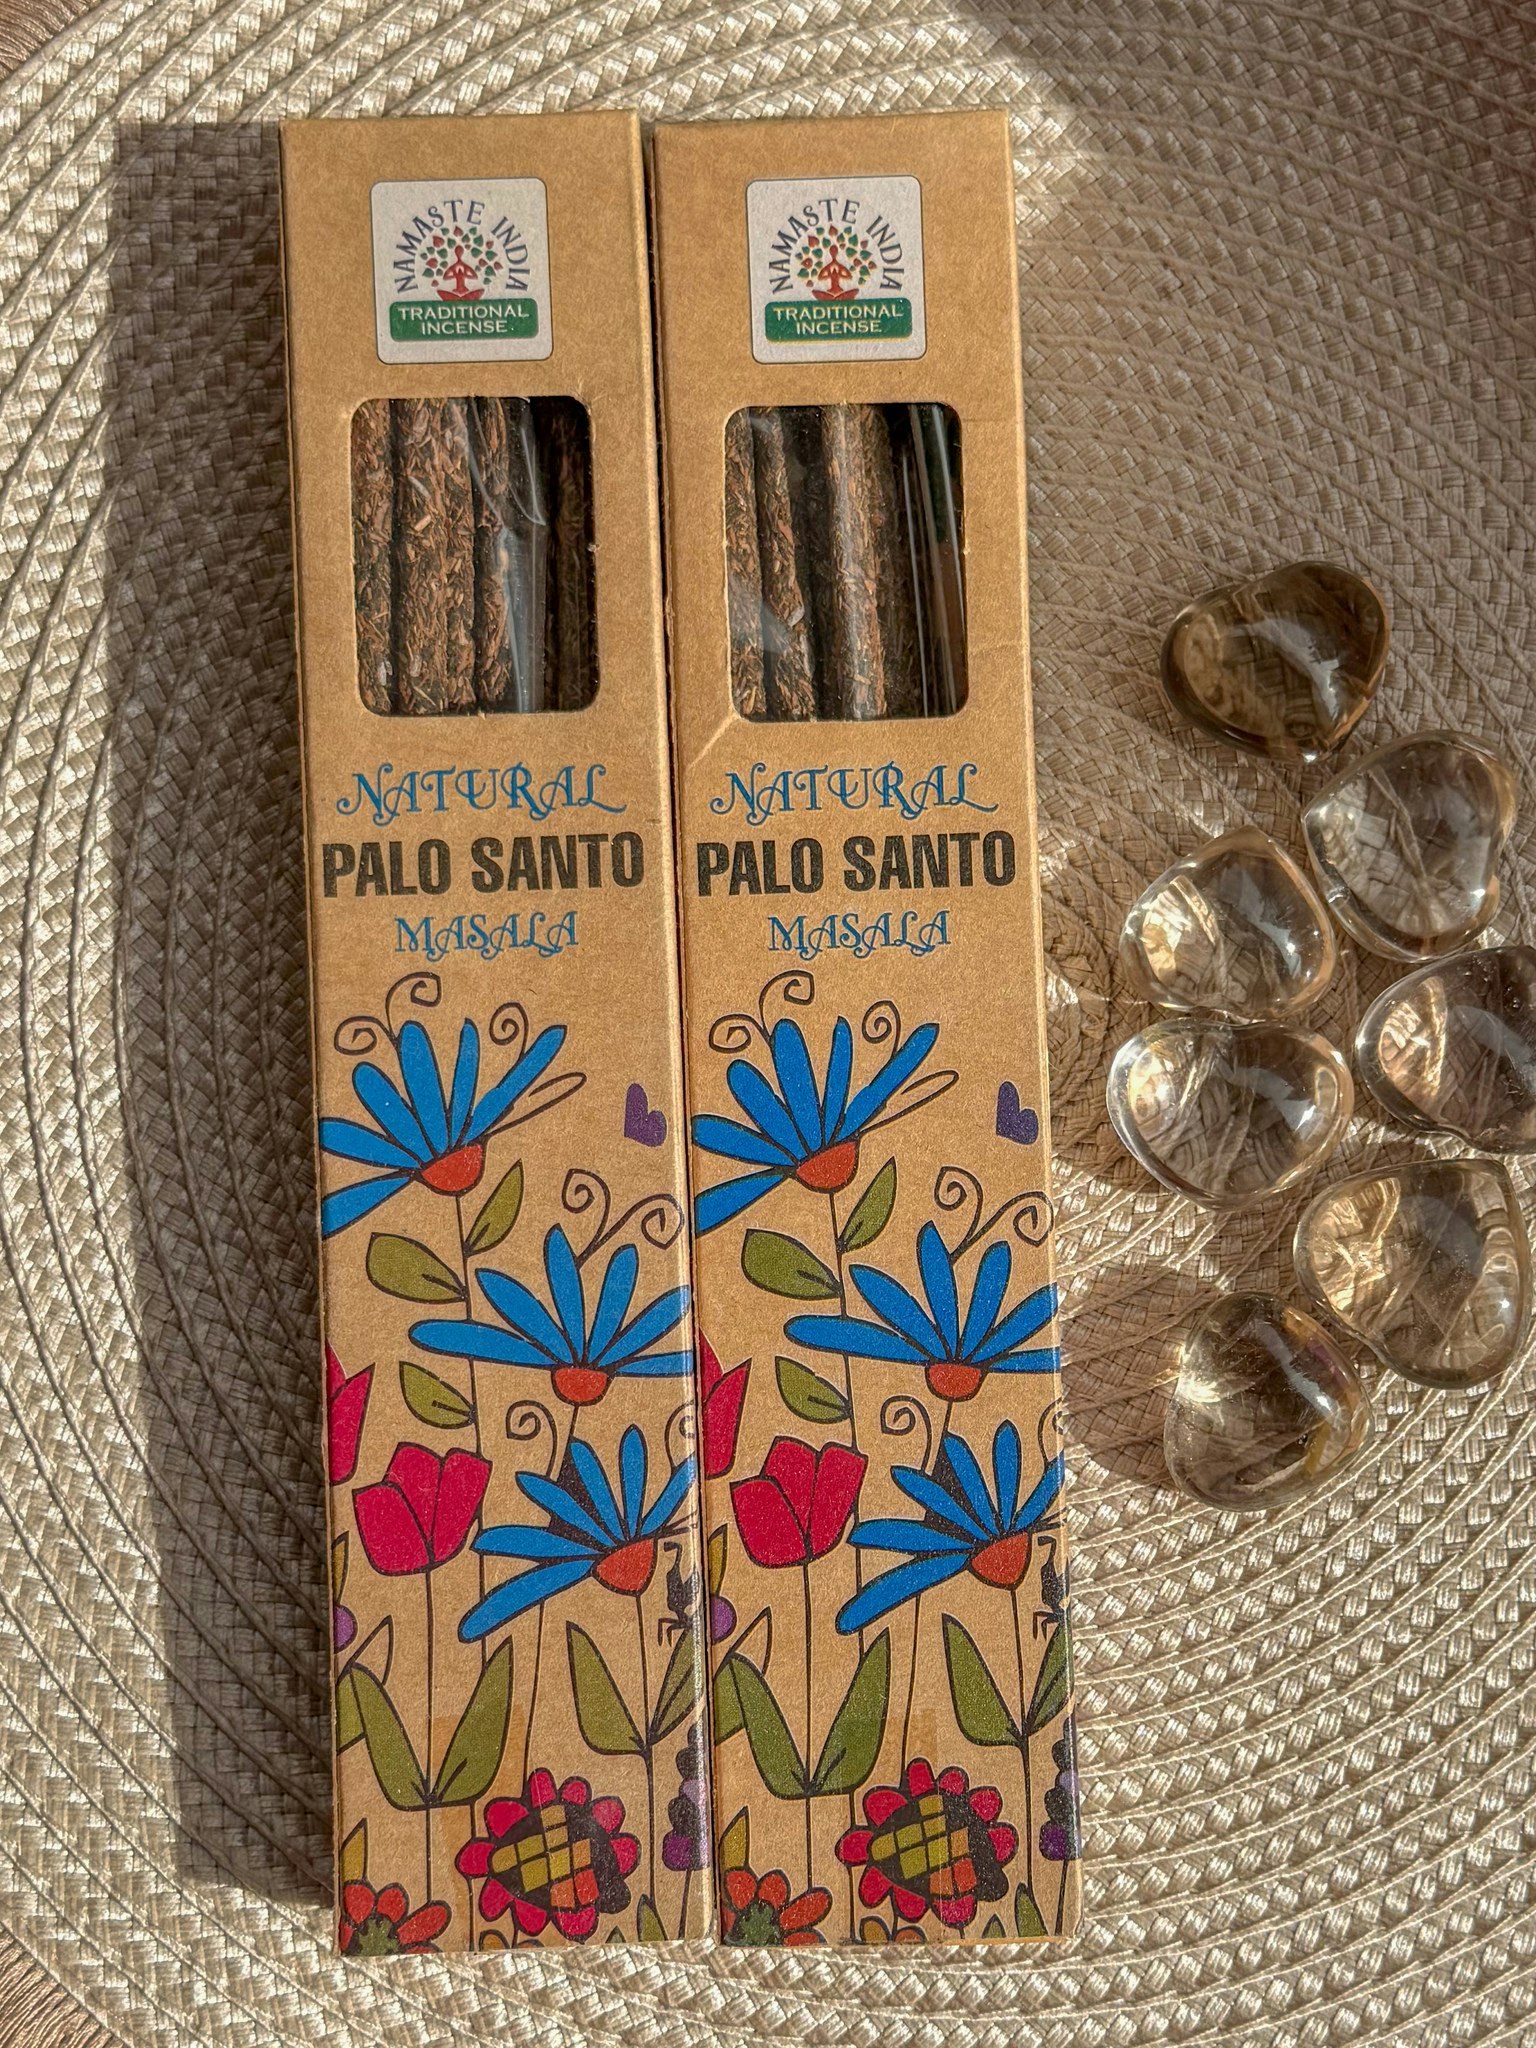 NAMASTE INDIA
TRADITIONAL
INCENSE
NATURAL
PALO SANTO
MASALA
NAMASTE INDIA
TRADITIONAL
INCENSE
NATURAL
PALO SANTO
MASALA